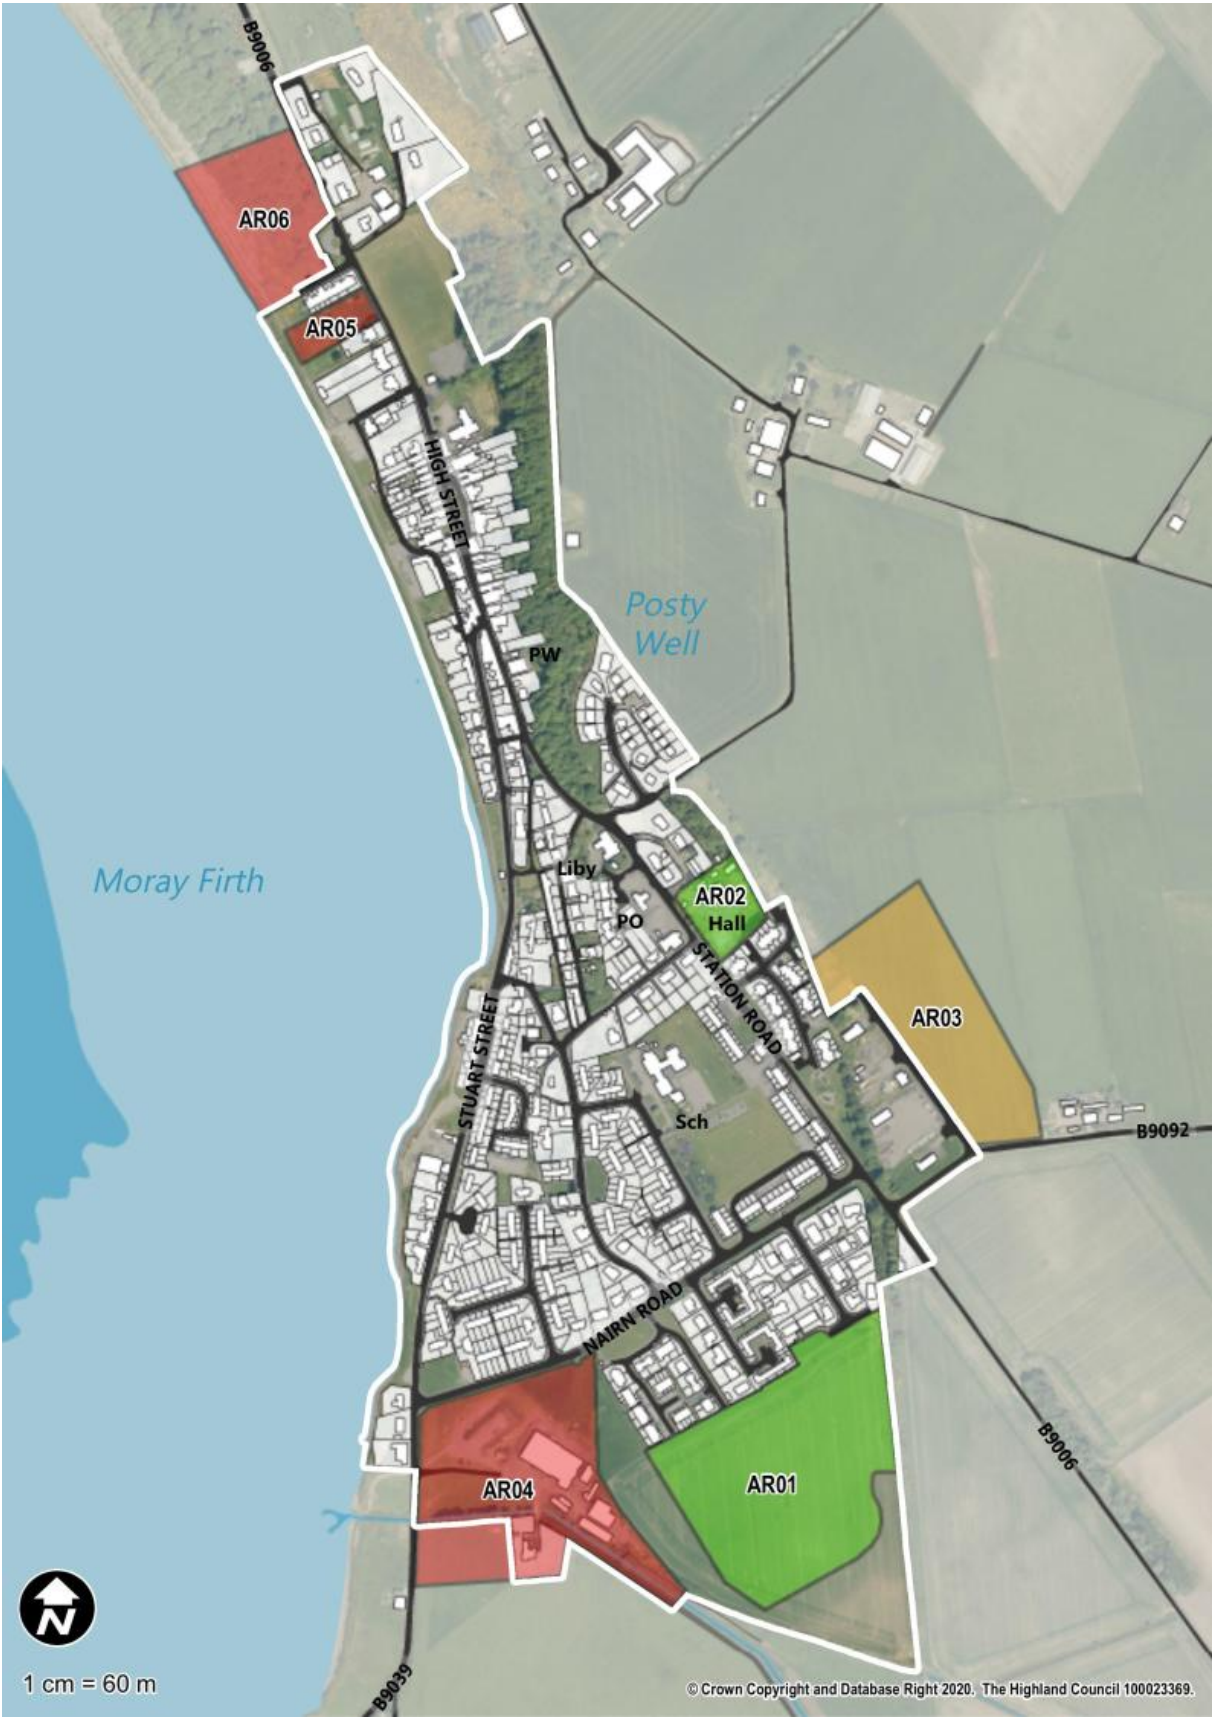 B9006
AR06
AR05
HIGH STREET
Posty
Well
PW
Moray Firth
Liby
AR02
PO
Hall
STATION ROAD
AR03
STUART STREET
Sch
B9092
NAIRN ROAD
B9006
AR04
AR01
N
1 cm = 60 m
B9039
© Crown Copyright and Database Right 2020. The Highland Council 100023369.